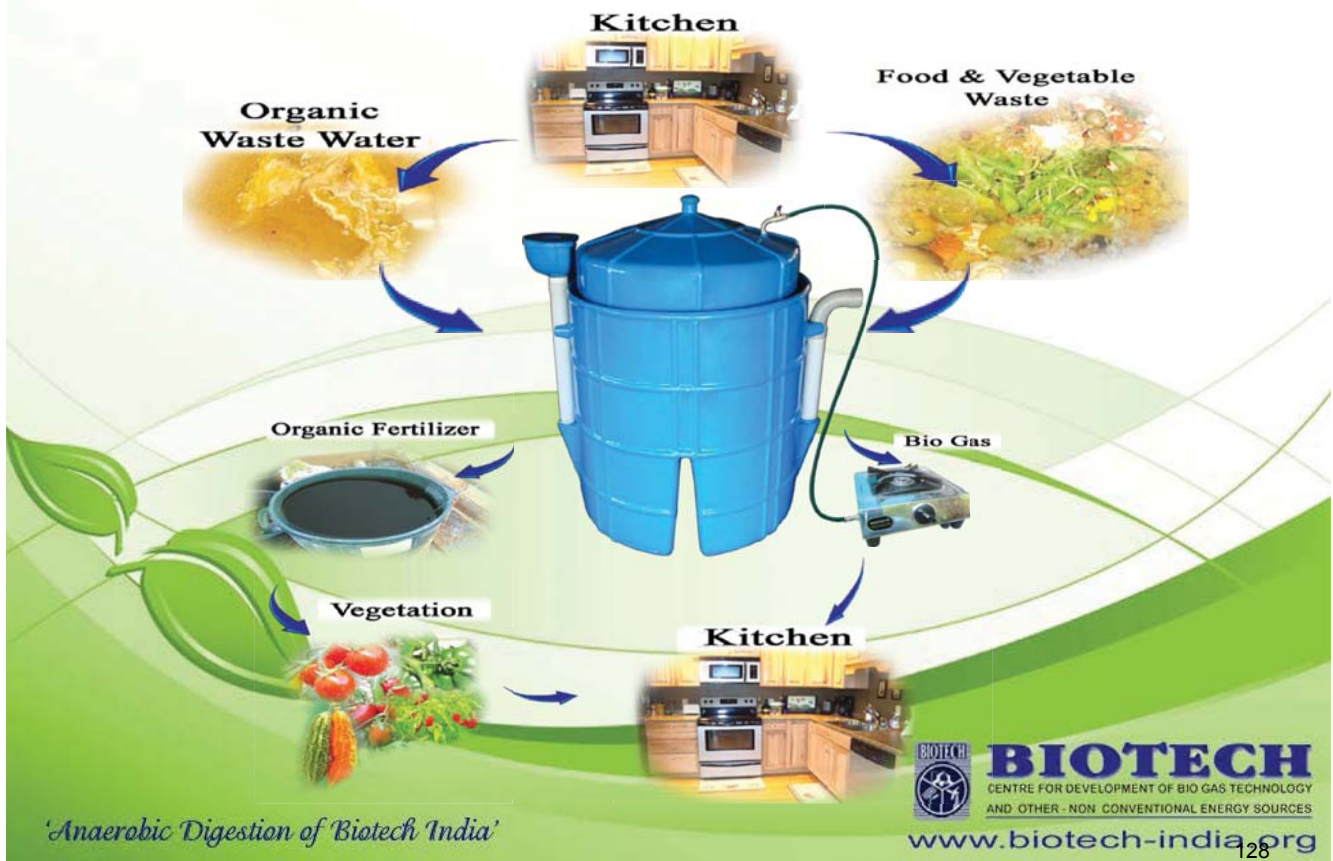 Kitchen
Organic
Waste Water
Food & Vegetable
Waste
Organic Fertilizer
Bio Gas
Vegetation
Kitchen
'Anaerobic Digestion of Biotech India'
BIOTECH
BIOTECH
CENTRE FOR DEVELOPMENT OF BIO GAS TECHNOLOGY
AND OTHER - NON CONVENTIONAL ENERGY SOURCES
www.biotech-india.org
128